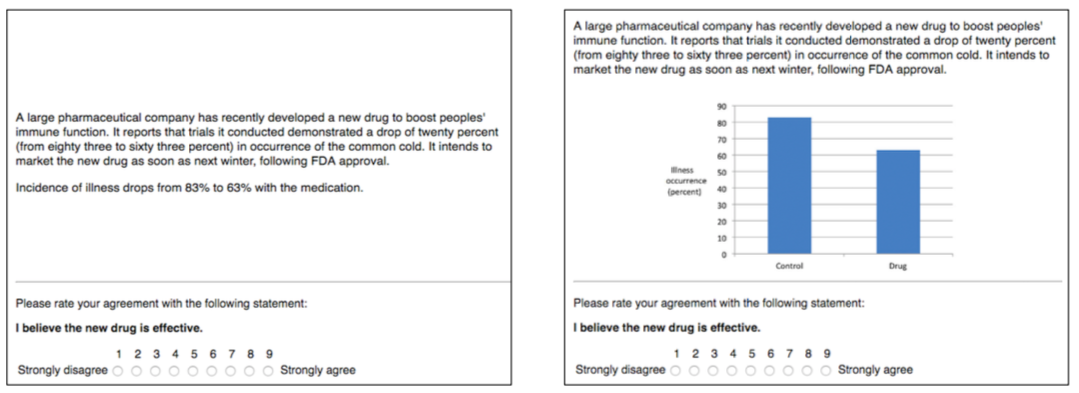 A large pharmaceutical company has recently developed a new drug to boost peoples'
immune function. It reports that trials it conducted demonstrated a drop of twenty percent
(from eighty three to sixty three percent) in occurrence of the common cold. It intends to
market the new drug as soon as next winter, following FDA approval.
Incidence of illness drops from 83% to 63% with the medication.
Please rate your agreement with the following statement:
I believe the new drug is effective.
1 2 3 4 5 6 7 8 9
Strongly disagree Strongly agree
A large pharmaceutical company has recently developed a new drug to boost peoples'
immune function. It reports that trials it conducted demonstrated a drop of twenty percent
(from eighty three to sixty three percent) in occurrence of the common cold. It intends to
market the new drug as soon as next winter, following FDA approval.
90
80
70
60
50
40
30
20
10
0
Illness
occurrence
(percent)
Control Drug
Please rate your agreement with the following statement:
I believe the new drug is effective.
1 2 3 4 5 6 7 8 9
Strongly disagree Strongly agree